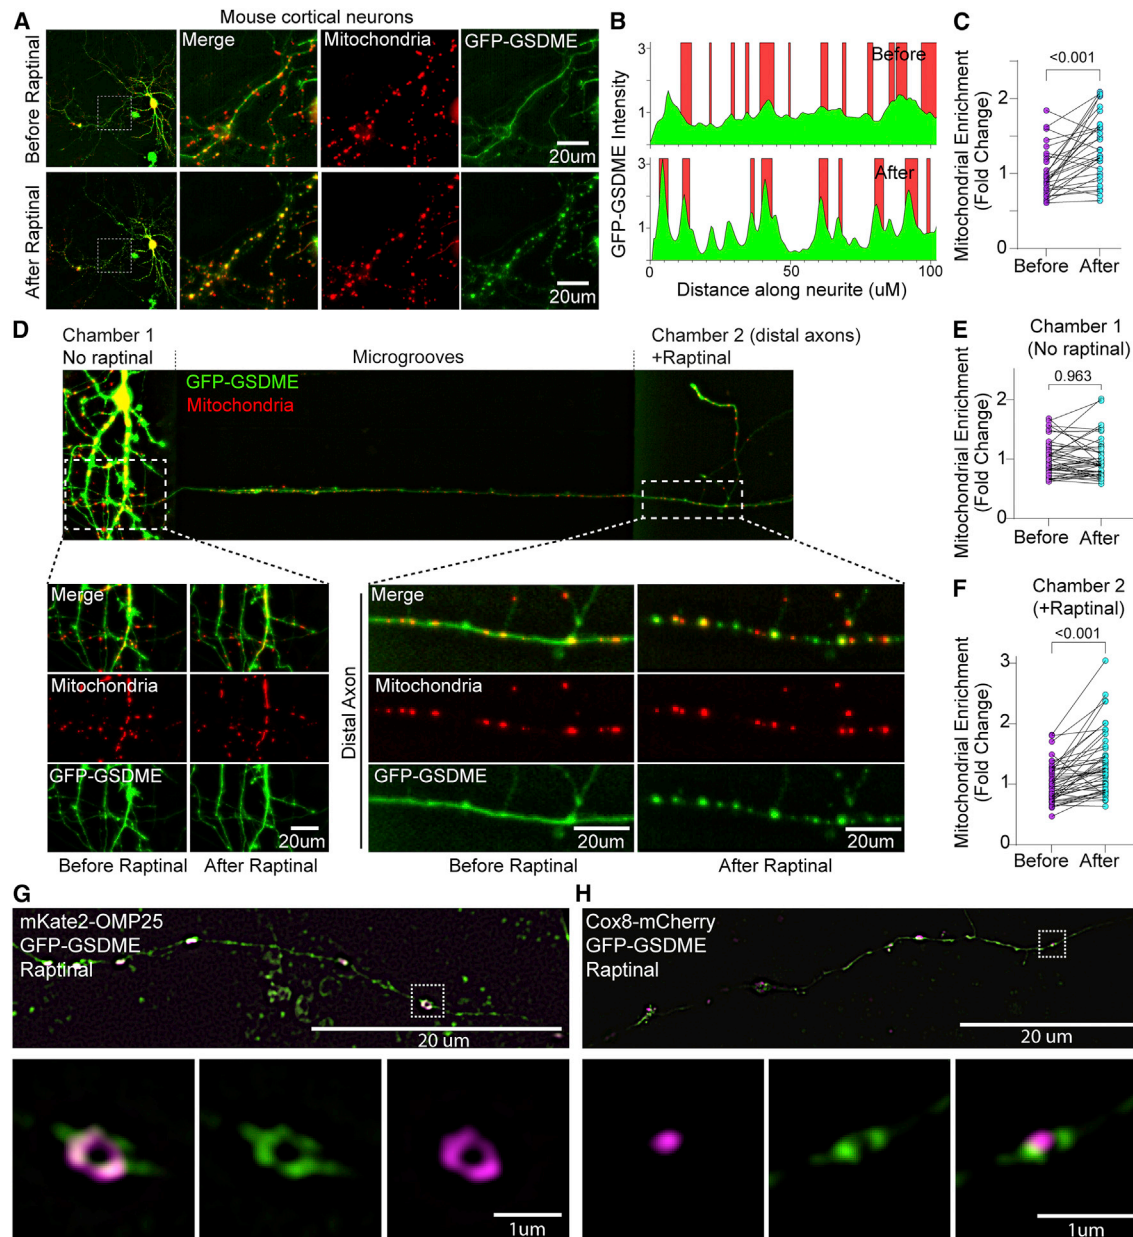 A
Mouse cortical neurons
Before Raptinal
After Raptinal
Merge
Mitochondria
GFP-GSDME
20um
20um
B
GFP-GSDME Intensity
3
Before
1
3
After
1
0
50
100
Distance along neurite (uM)
C
Mitochondrial Enrichment
(Fold Change)
<0.001
2
1
0
Before
After
D
Chamber 1
No raptinal
Microgrooves
Chamber 2 (distal axons)
+Raptinal
GFP-GSDME
Mitochondria
Merge
Mitochondria
GFP-GSDME
20um
Before Raptinal
After Raptinal
Distal Axon
Merge
Mitochondria
GFP-GSDME
20um
20um
Before Raptinal
After Raptinal
E
Chamber 1
(No raptinal)
Mitochondrial Enrichment
(Fold Change)
0.963
2
1
0
Before
After
F
Chamber 2
(+Raptinal)
Mitochondrial Enrichment
(Fold Change)
<0.001
3
2
1
0
Before
After
G
mKate2-OMP25
GFP-GSDME
Raptinal
20 um
1um
H
Cox8-mCherry
GFP-GSDME
Raptinal
20 um
1um